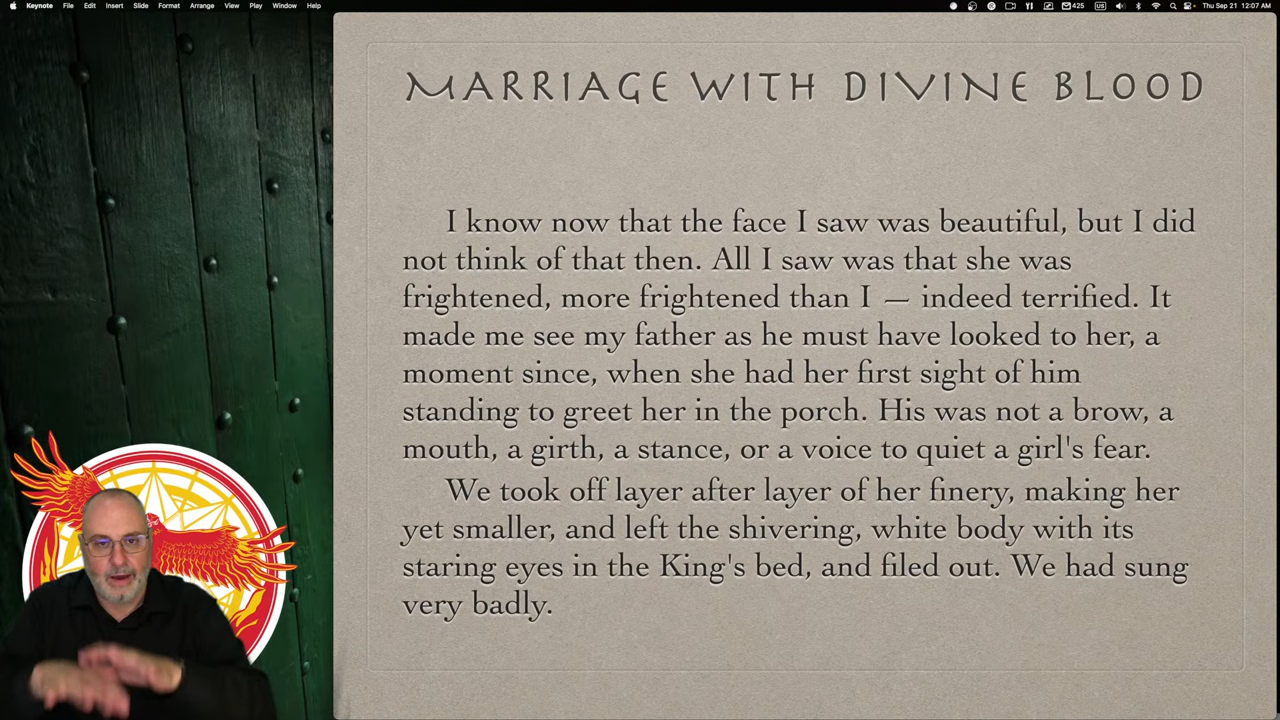 Keynote File Edit Insert Slide Format Arrange View Play Window Help 425 US Thu Sep 21 12:07 AM
MARRIAGE WITH DIVINE BLOOD
I know now that the face I saw was beautiful, but I did
not think of that then. All I saw was that she was
frightened, more frightened than I — indeed terrified. It
made me see my father as he must have looked to her, a
moment since, when she had her first sight of him
standing to greet her in the porch. His was not a brow, a
mouth, a girth, a stance, or a voice to quiet a girl's fear.
We took off layer after layer of her finery, making her
yet smaller, and left the shivering, white body with its
staring eyes in the King's bed, and filed out. We had sung
very badly.